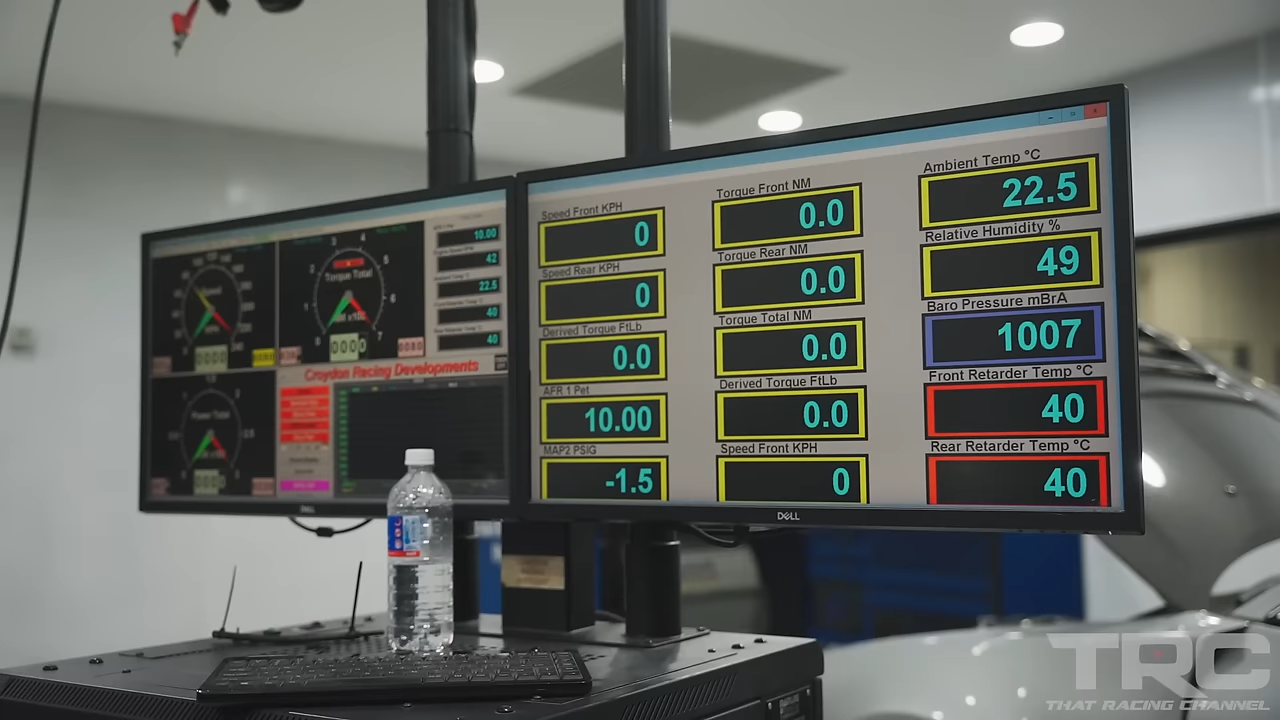 Torque Total
10.00
42
22.5
40
40
Croydon Racing Developments
Power Total
DELL
Speed Front KPH
0
Speed Rear KPH
0
Derived Torque FtLb
0.0
AFR 1 Pet
10.00
MAP2 PSIG
-1.5
Torque Front NM
0.0
Torque Rear NM
0.0
Torque Total NM
0.0
Derived Torque FtLb
0.0
Speed Front KPH
0
Ambient Temp °C
22.5
Relative Humidity %
49
Baro Pressure mBrA
1007
Front Retarder Temp °C
40
Rear Retarder Temp °C
40
DELL
TRC
THAT RACING CHANNEL